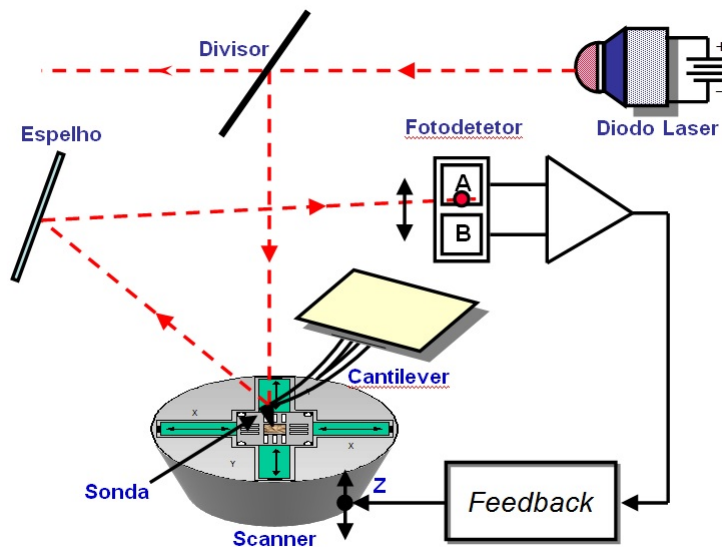 Divisor
+
−
Diodo Laser
Espelho
Fotodetetor
A
B
Cantilever
X
X
Y
Sonda
Z
Feedback
Scanner